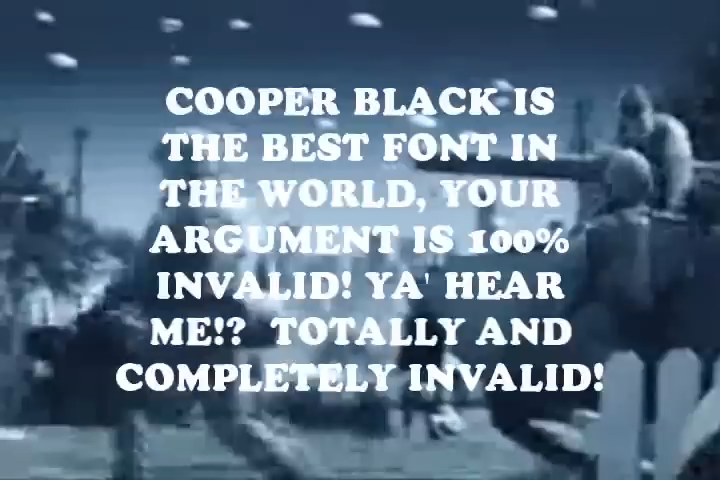 COOPER BLACK IS
THE BEST FONT IN
THE WORLD, YOUR
ARGUMENT IS 100%
INVALID! YA' HEAR
ME!?  TOTALLY AND
COMPLETELY INVALID!